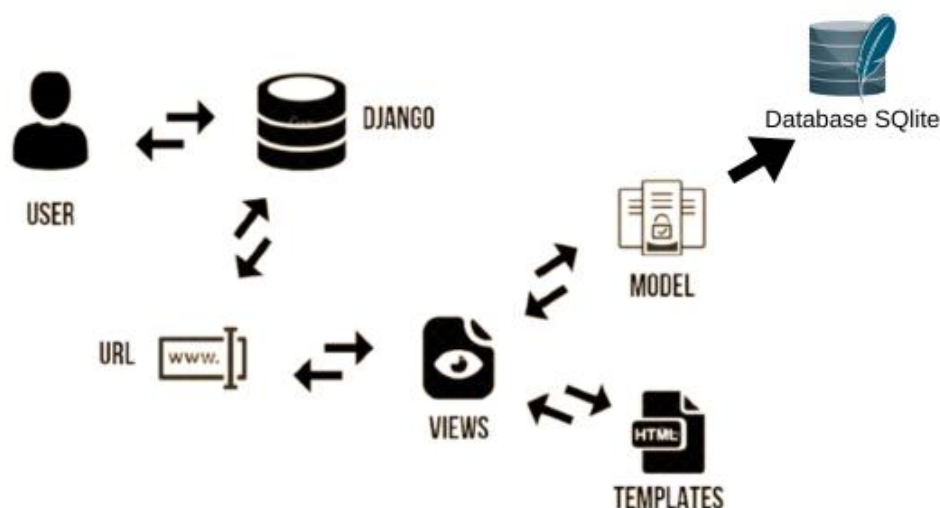 Database SQlite
DJANGO
USER
MODEL
URL
www.
VIEWS
HTML
TEMPLATES